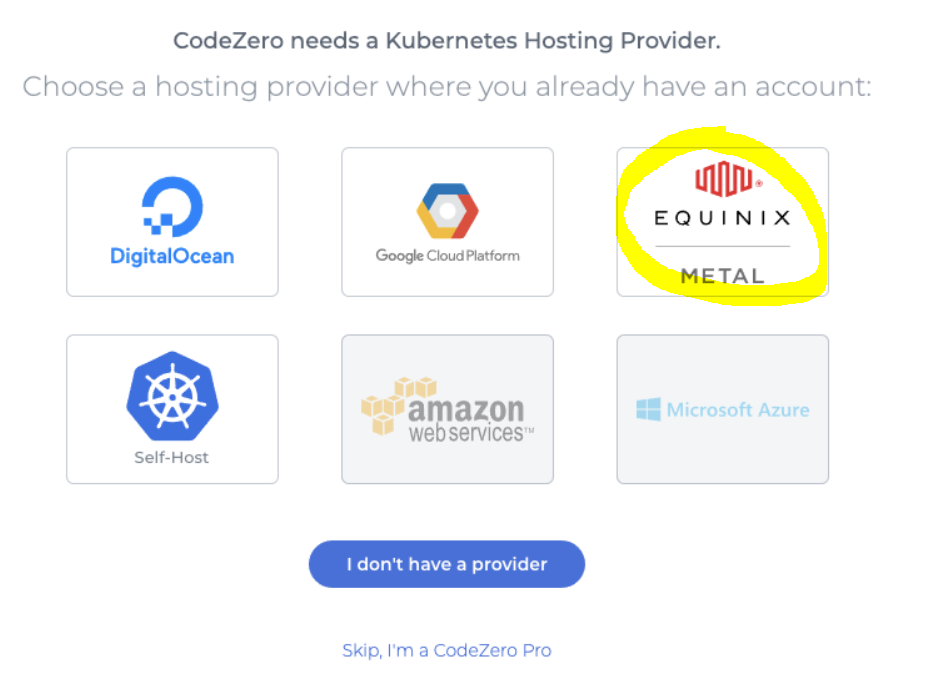 CodeZero needs a Kubernetes Hosting Provider.
Choose a hosting provider where you already have an account:
DigitalOcean
Google Cloud Platform
EQUINIX
METAL
Self-Host
amazon
web services™
Microsoft Azure
I don't have a provider
Skip, I'm a CodeZero Pro